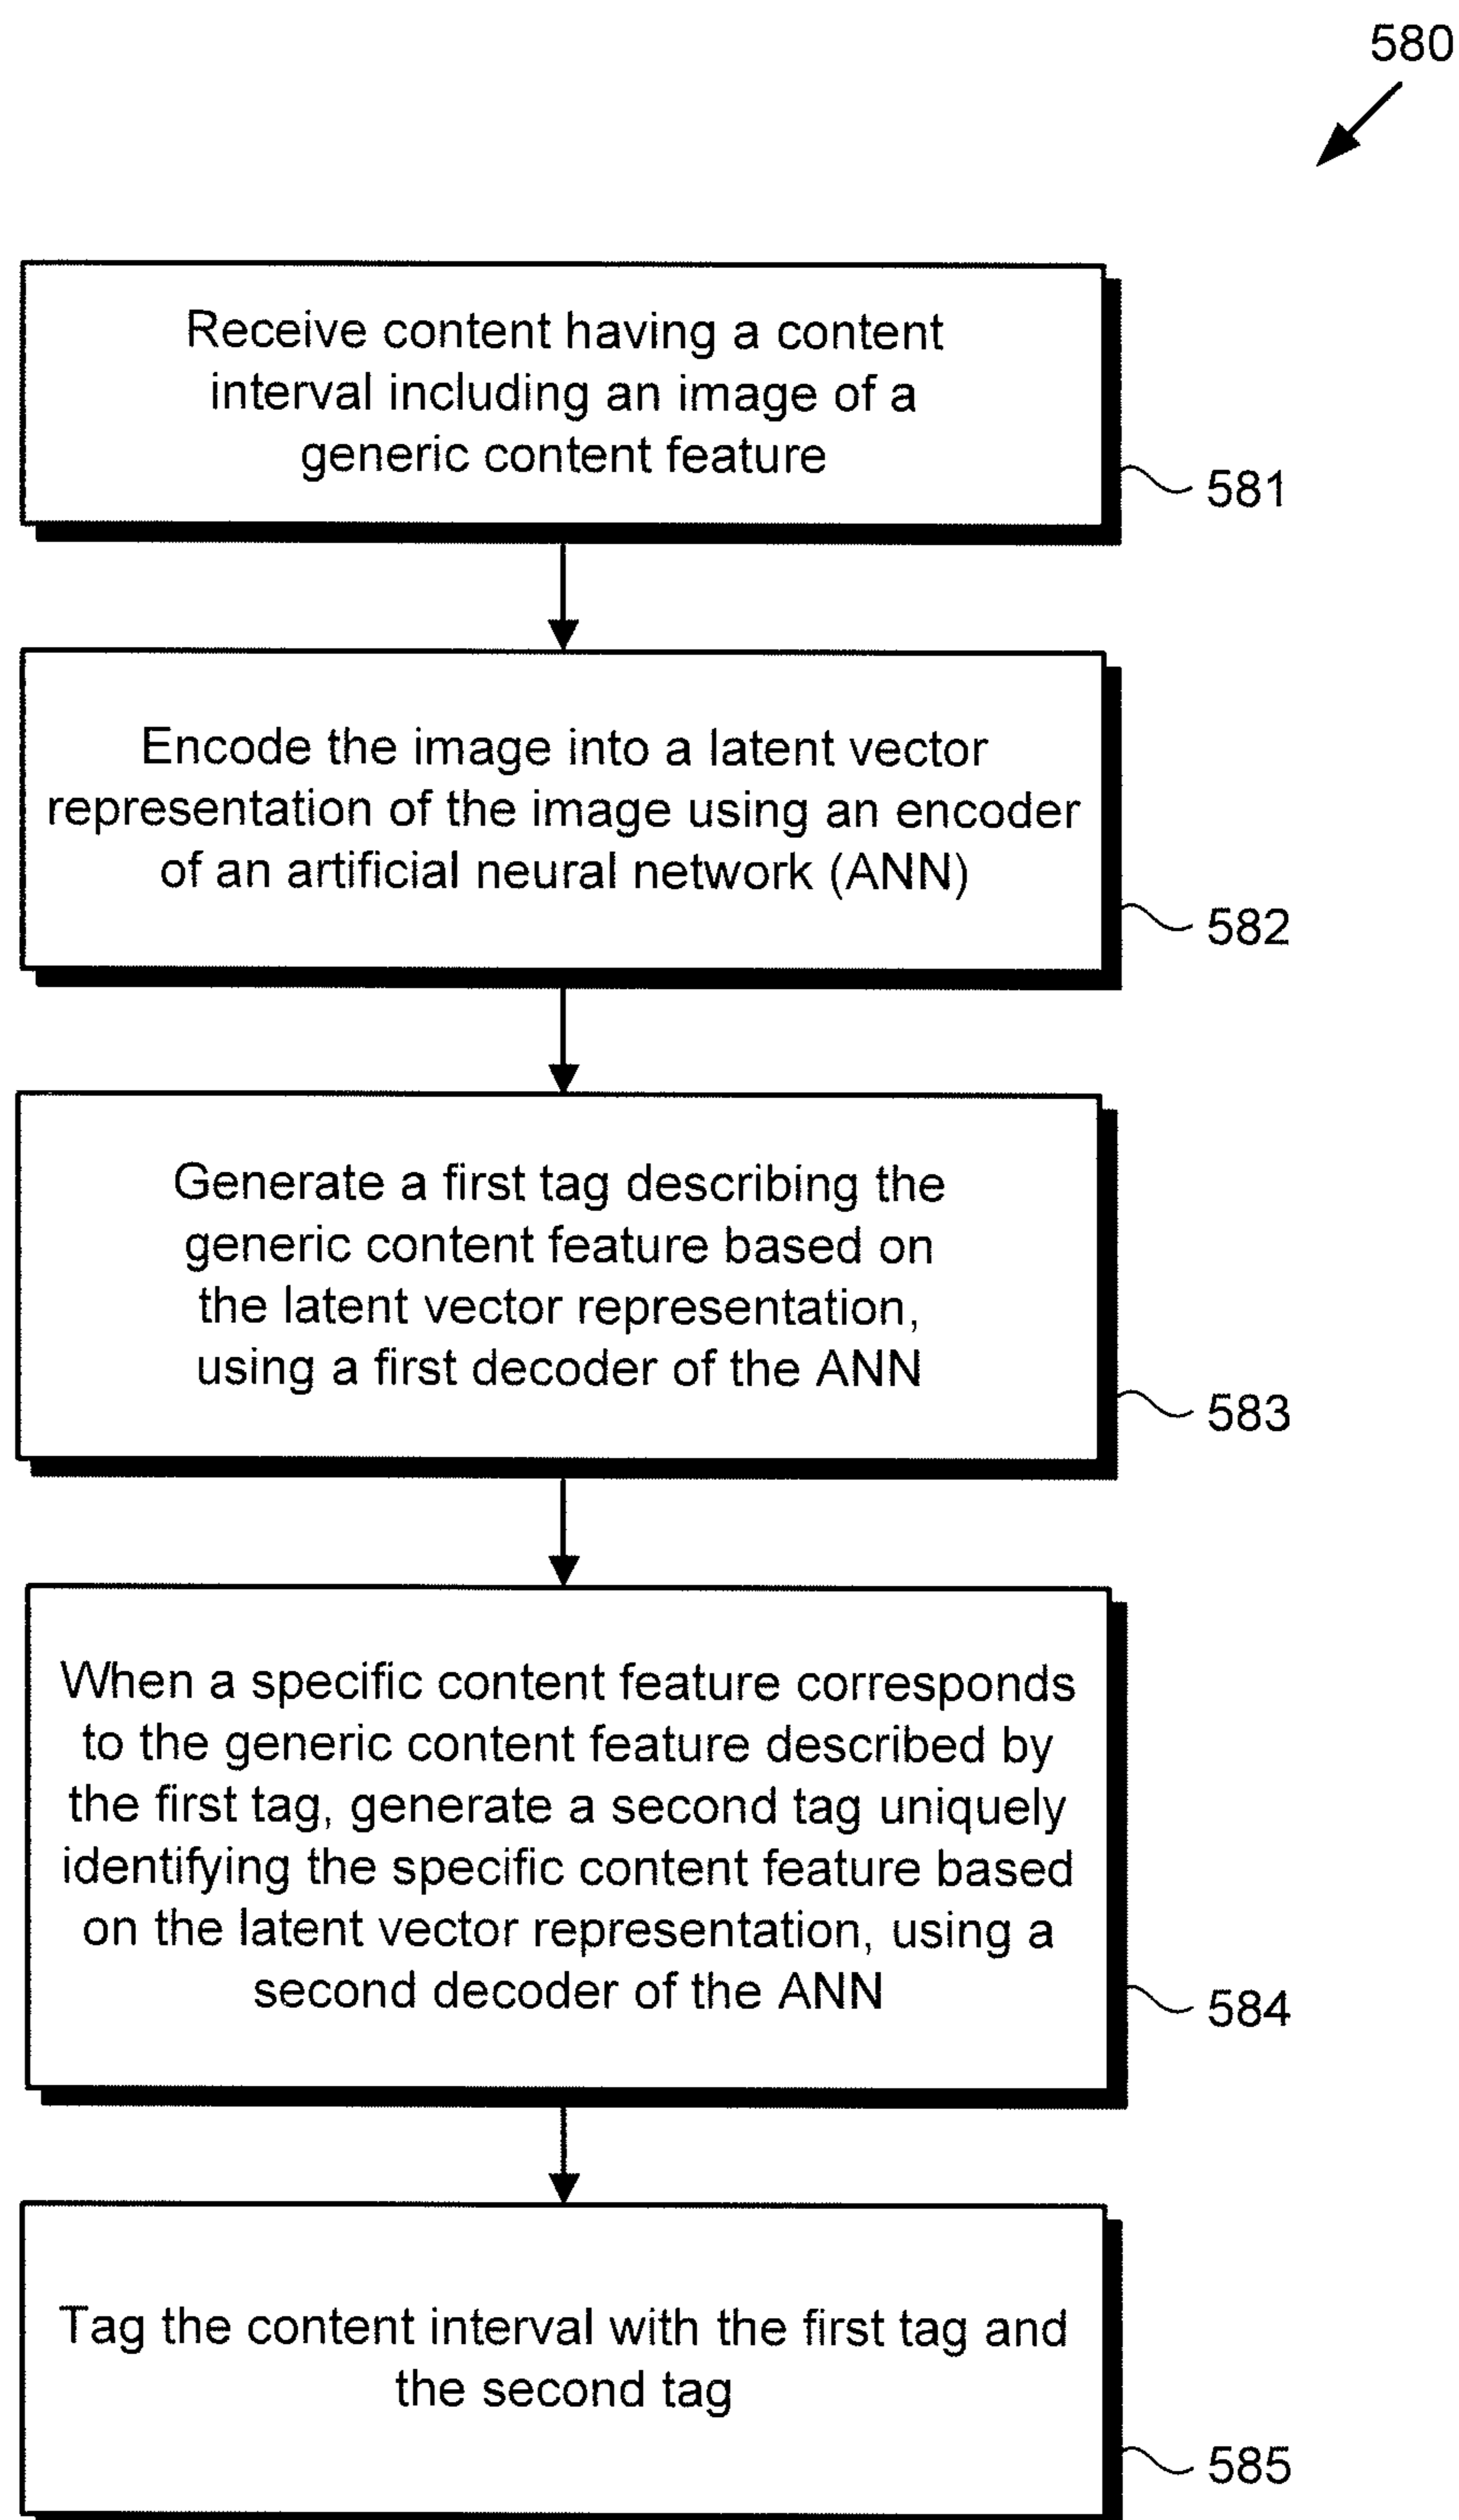 580
Receive content having a content
interval including an image of a
generic content feature
581
Encode the image into a latent vector
representation of the image using an encoder
of an artificial neural network (ANN)
582
Generate a first tag describing the
generic content feature based on
the latent vector representation,
using a first decoder of the ANN
583
When a specific content feature corresponds
to the generic content feature described by
the first tag, generate a second tag uniquely
identifying the specific content feature based
on the latent vector representation, using a
second decoder of the ANN
584
Tag the content interval with the first tag and
the second tag
585